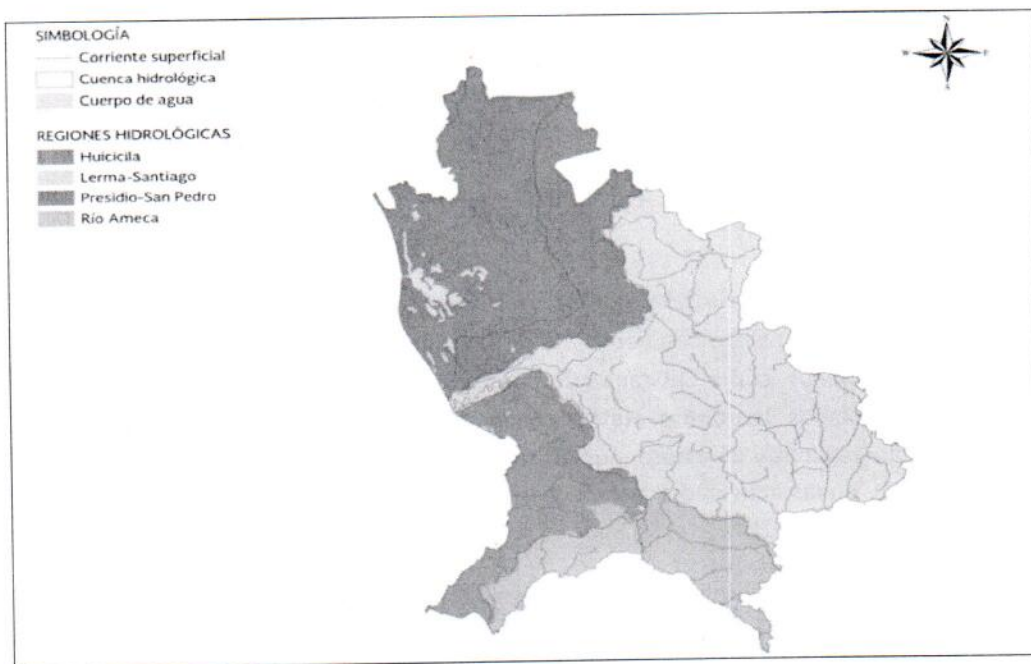 SIMBOLOGÍA
Corriente superficial
Cuenca hidrológica
Cuerpo de agua
REGIONES HIDROLÓGICAS
Huicicila
Lerma-Santiago
Presidio-San Pedro
Río Ameca
N
W
E
S